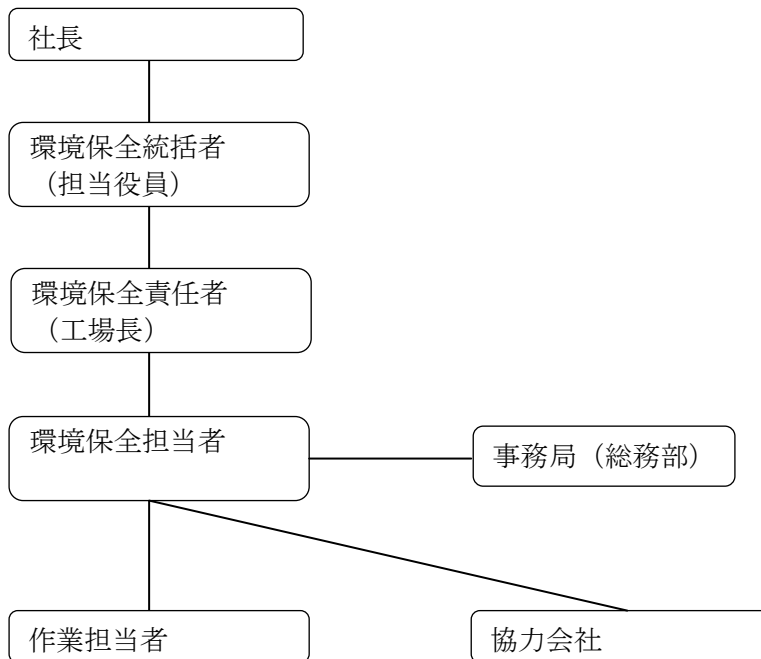 社長
環境保全統括者
（担当役員）
環境保全責任者
（工場長）
環境保全担当者
事務局（総務部）
作業担当者
協力会社